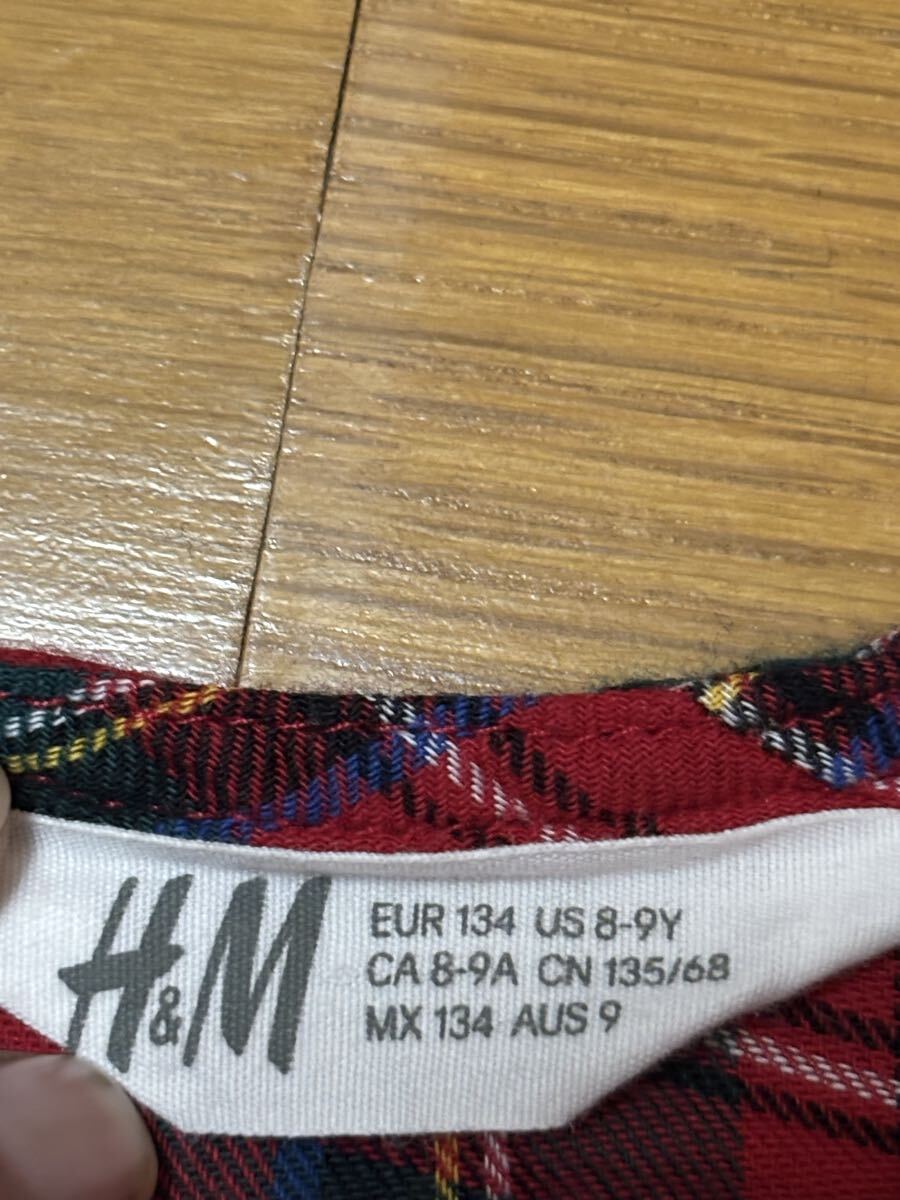 H&M
EUR 134 US 8-9Y
CA 8-9A CN 135/68
MX 134 AUS 9